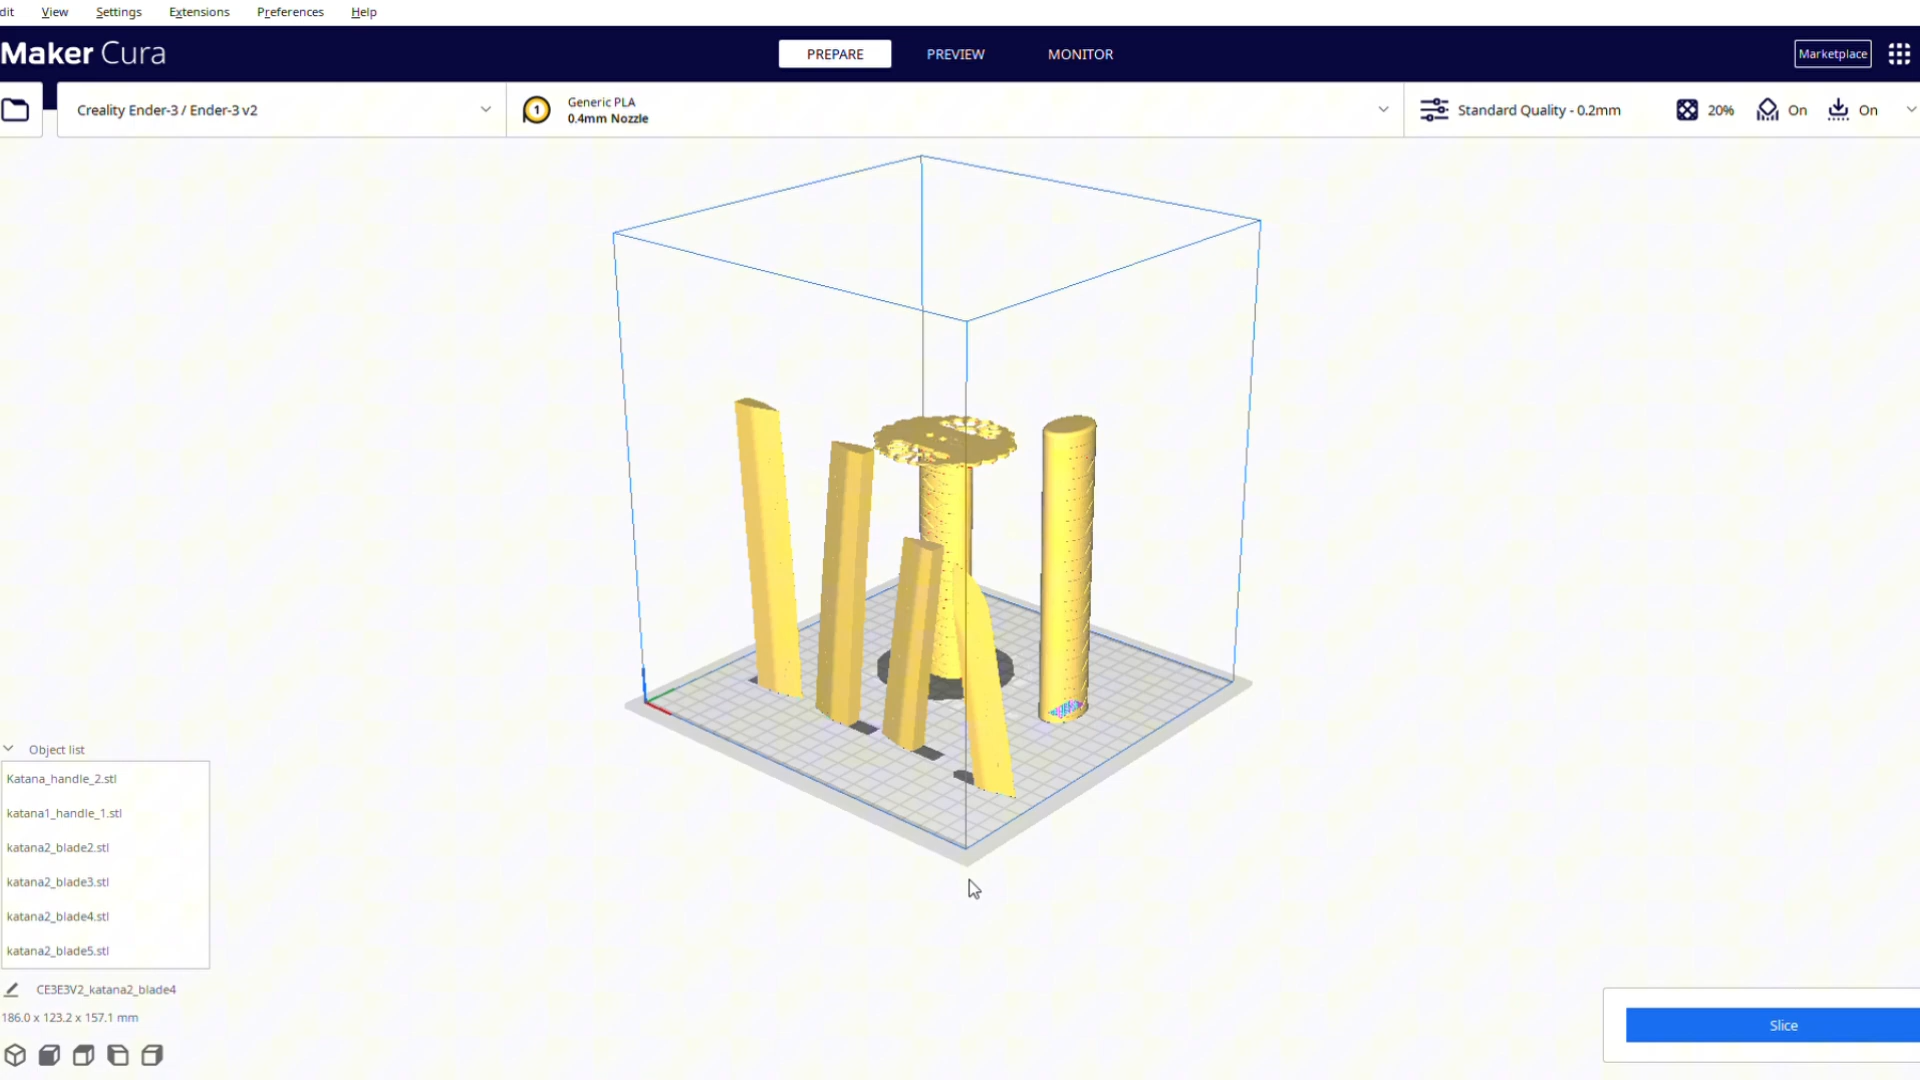 dit View Settings Extensions Preferences Help
Maker Cura PREPARE PREVIEW MONITOR Marketplace
Creality Ender-3 / Ender-3 v2 1 Generic PLA Standard Quality - 0.2mm 20% On On
0.4mm Nozzle
Object list
Katana_handle_2.stl
katana1_handle_1.stl
katana2_blade2.stl
katana2_blade3.stl
katana2_blade4.stl
katana2_blade5.stl
CE3E3V2_katana2_blade4
186.0 x 123.2 x 157.1 mm
Slice